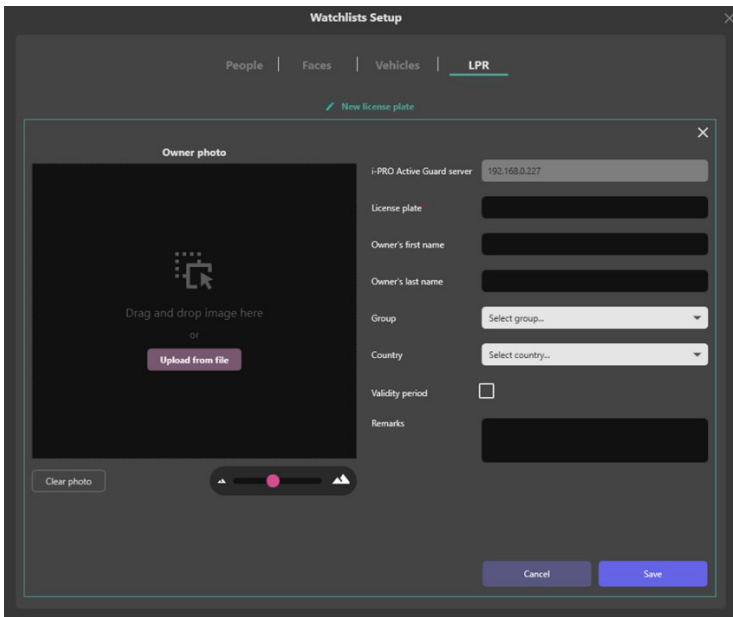 Watchlists Setup
People
Faces
Vehicles
LPR
New license plate
Owner photo
Drag and drop image here
or
Upload from file
Clear photo
i-PRO Active Guard server
192.168.0.227
License plate*
Owner's first name
Owner's last name
Group
Select group...
Country
Select country...
Validity period
Remarks
Cancel
Save